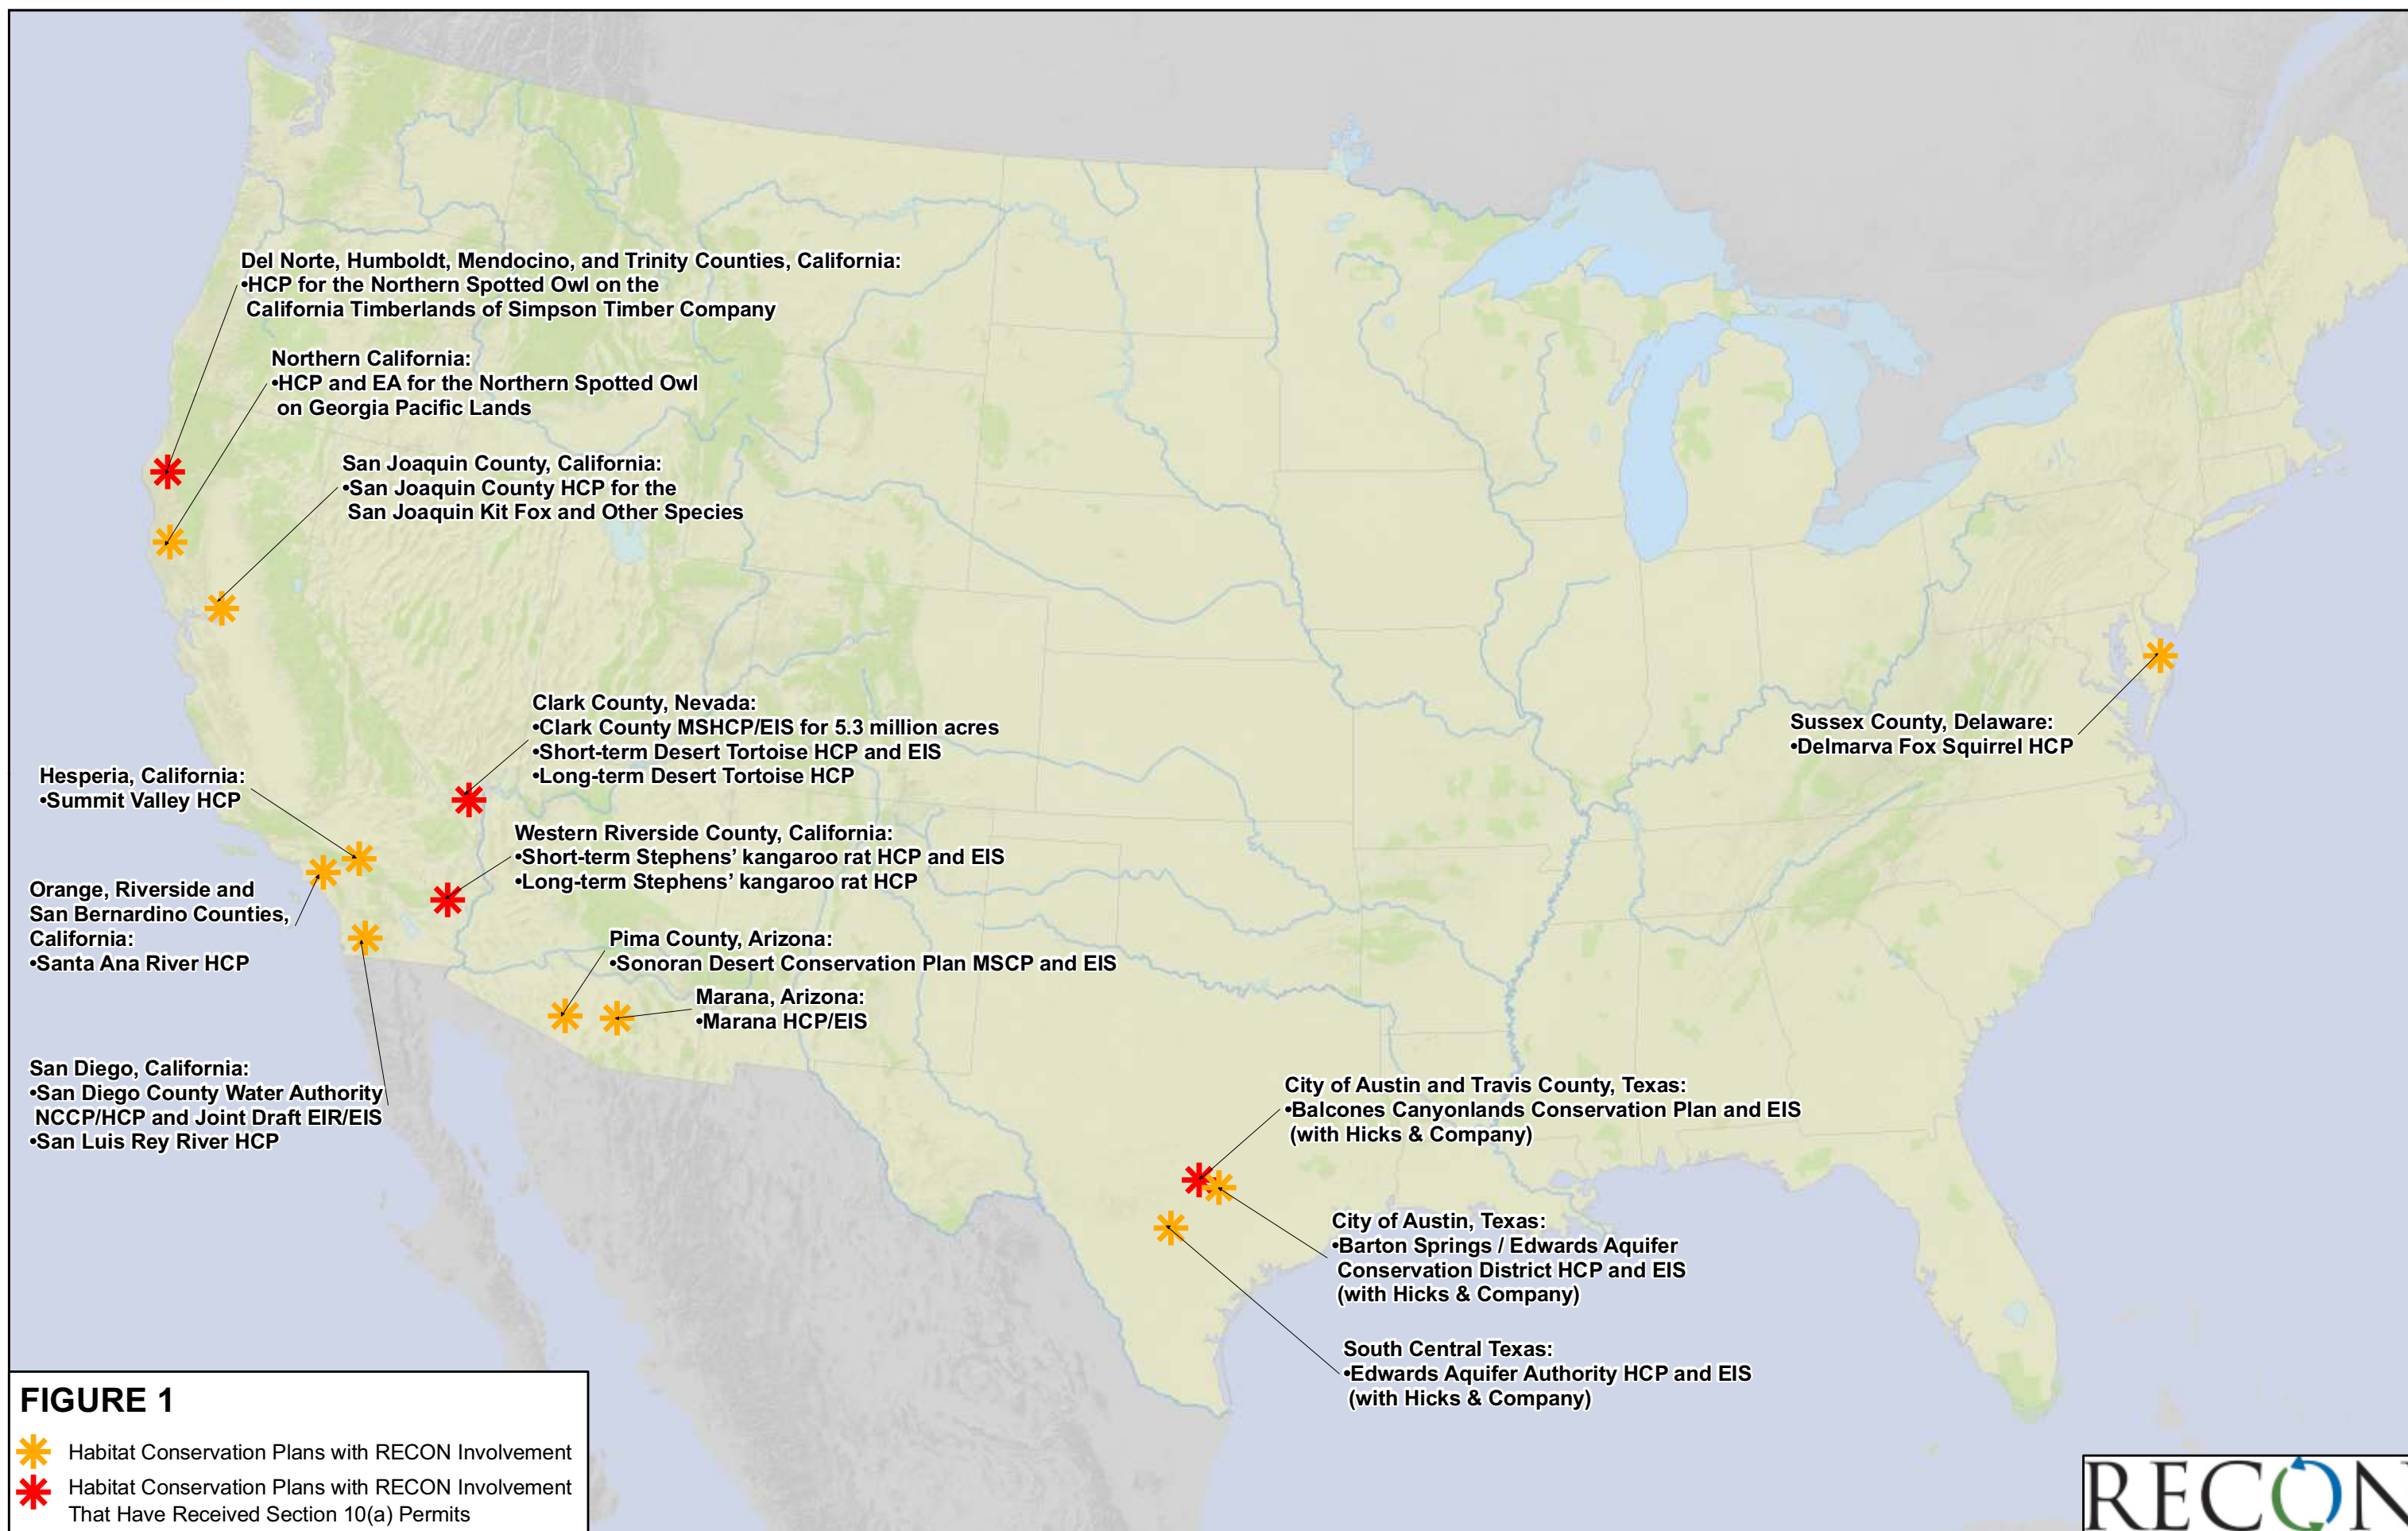 Del Norte, Humboldt, Mendocino, and Trinity Counties, California:
•HCP for the Northern Spotted Owl on the
California Timberlands of Simpson Timber Company
Northern California:
•HCP and EA for the Northern Spotted Owl
on Georgia Pacific Lands
San Joaquin County, California:
•San Joaquin County HCP for the
San Joaquin Kit Fox and Other Species
Clark County, Nevada:
•Clark County MSHCP/EIS for 5.3 million acres
•Short-term Desert Tortoise HCP and EIS
•Long-term Desert Tortoise HCP
Sussex County, Delaware:
•Delmarva Fox Squirrel HCP
Hesperia, California:
•Summit Valley HCP
Western Riverside County, California:
•Short-term Stephens’ kangaroo rat HCP and EIS
•Long-term Stephens’ kangaroo rat HCP
Orange, Riverside and
San Bernardino Counties,
California:
•Santa Ana River HCP
Pima County, Arizona:
•Sonoran Desert Conservation Plan MSCP and EIS
Marana, Arizona:
•Marana HCP/EIS
San Diego, California:
•San Diego County Water Authority
NCCP/HCP and Joint Draft EIR/EIS
•San Luis Rey River HCP
City of Austin and Travis County, Texas:
•Balcones Canyonlands Conservation Plan and EIS
(with Hicks & Company)
City of Austin, Texas:
•Barton Springs / Edwards Aquifer
Conservation District HCP and EIS
(with Hicks & Company)
South Central Texas:
•Edwards Aquifer Authority HCP and EIS
(with Hicks & Company)
FIGURE 1
Habitat Conservation Plans with RECON Involvement
Habitat Conservation Plans with RECON Involvement
That Have Received Section 10(a) Permits
RECON